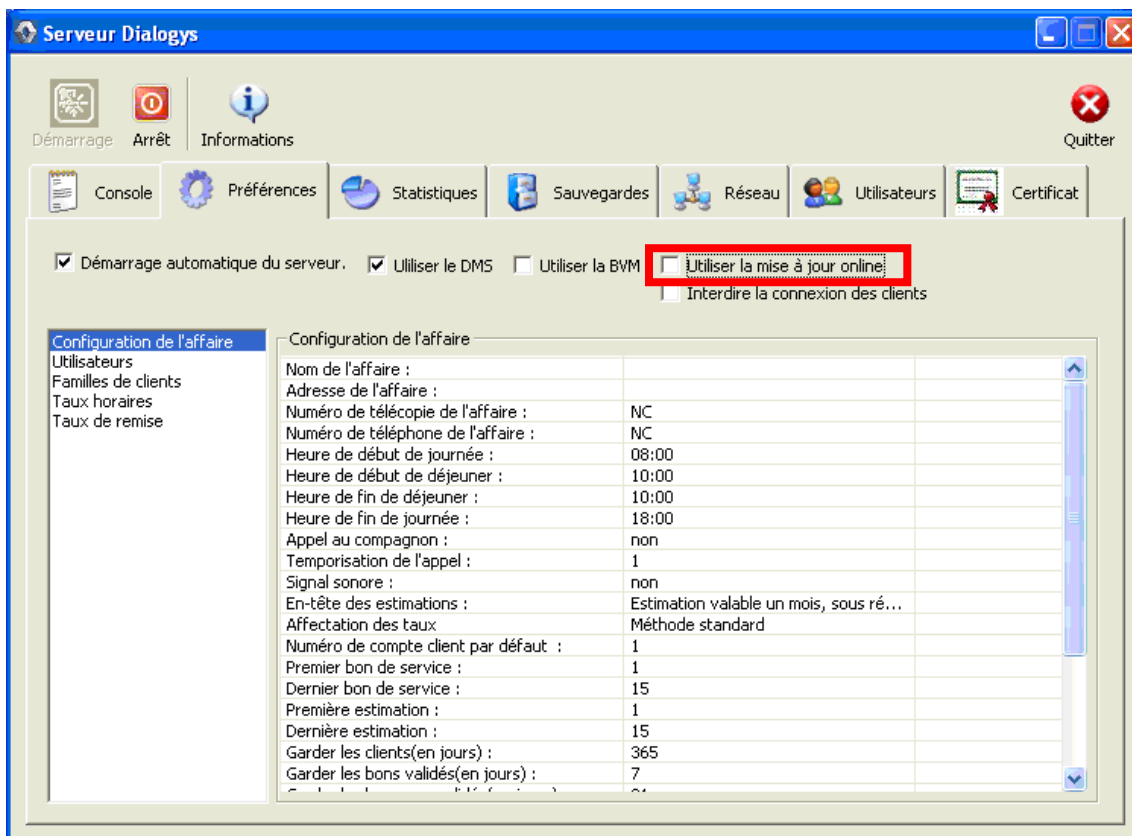 Serveur Dialogys
Démarrage Arrêt Informations Quitter
Console Préférences Statistiques Sauvegardes Réseau Utilisateurs Certificat
Démarrage automatique du serveur. Uliliser le DMS Utiliser la BVM Utiliser la mise à jour online
Interdire la connexion des clients
Configuration de l'affaire
Utilisateurs
Familles de clients
Taux horaires
Taux de remise
Configuration de l'affaire
Nom de l'affaire :
Adresse de l'affaire :
Numéro de télécopie de l'affaire : NC
Numéro de téléphone de l'affaire : NC
Heure de début de journée : 08:00
Heure de début de déjeuner : 10:00
Heure de fin de déjeuner : 10:00
Heure de fin de journée : 18:00
Appel au compagnon : non
Temporisation de l'appel : 1
Signal sonore : non
En-tête des estimations : Estimation valable un mois, sous ré...
Affectation des taux Méthode standard
Numéro de compte client par défaut : 1
Premier bon de service : 1
Dernier bon de service : 15
Première estimation : 1
Dernière estimation : 15
Garder les clients(en jours) : 365
Garder les bons validés(en jours) : 7